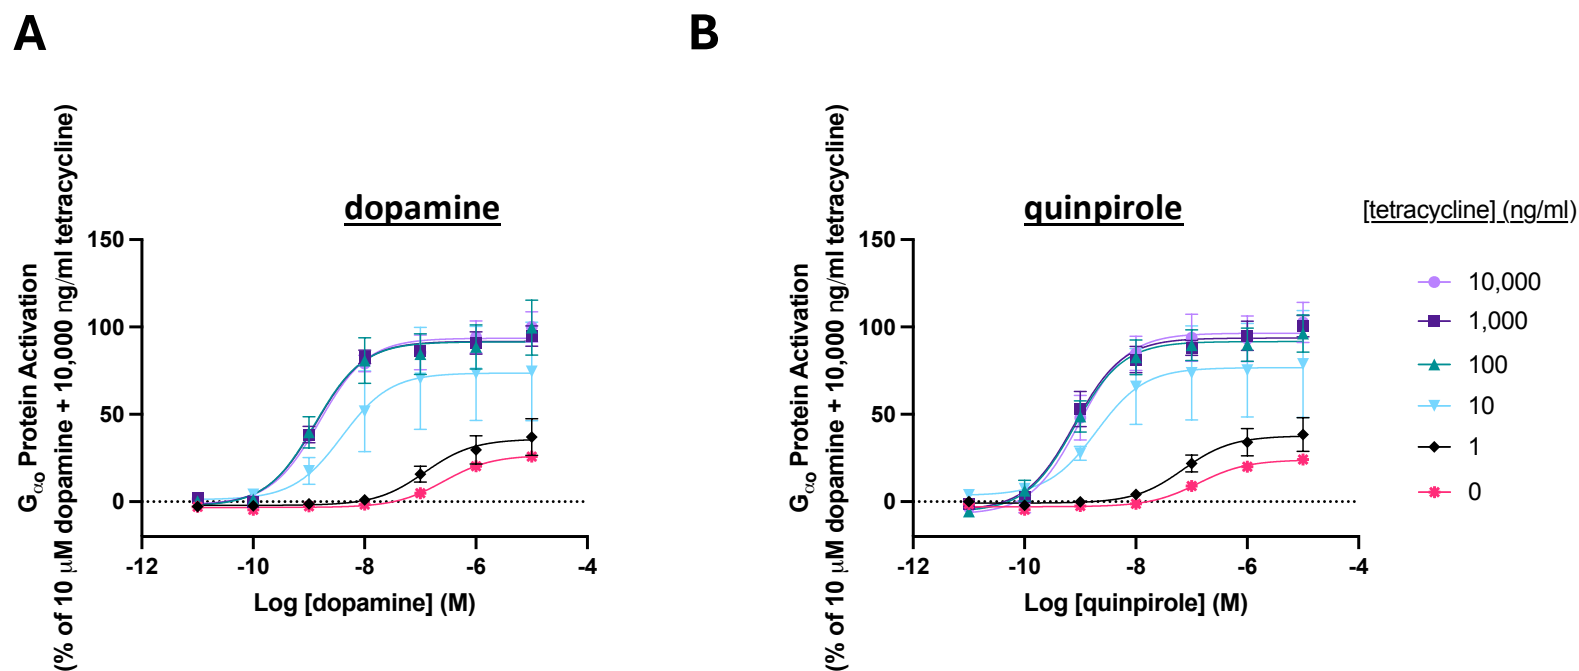 A
B
dopamine
quinpirole
[tetracycline] (ng/ml)
G αo Protein Activation
(% of 10 μM dopamine + 10,000 ng/ml tetracycline)
150
100
50
0
-12
-10
-8
-6
-4
Log [dopamine] (M)
G αo Protein Activation
(% of 10 μM dopamine + 10,000 ng/ml tetracycline)
150
100
50
0
-12
-10
-8
-6
-4
Log [quinpirole] (M)
10,000
1,000
100
10
1
0